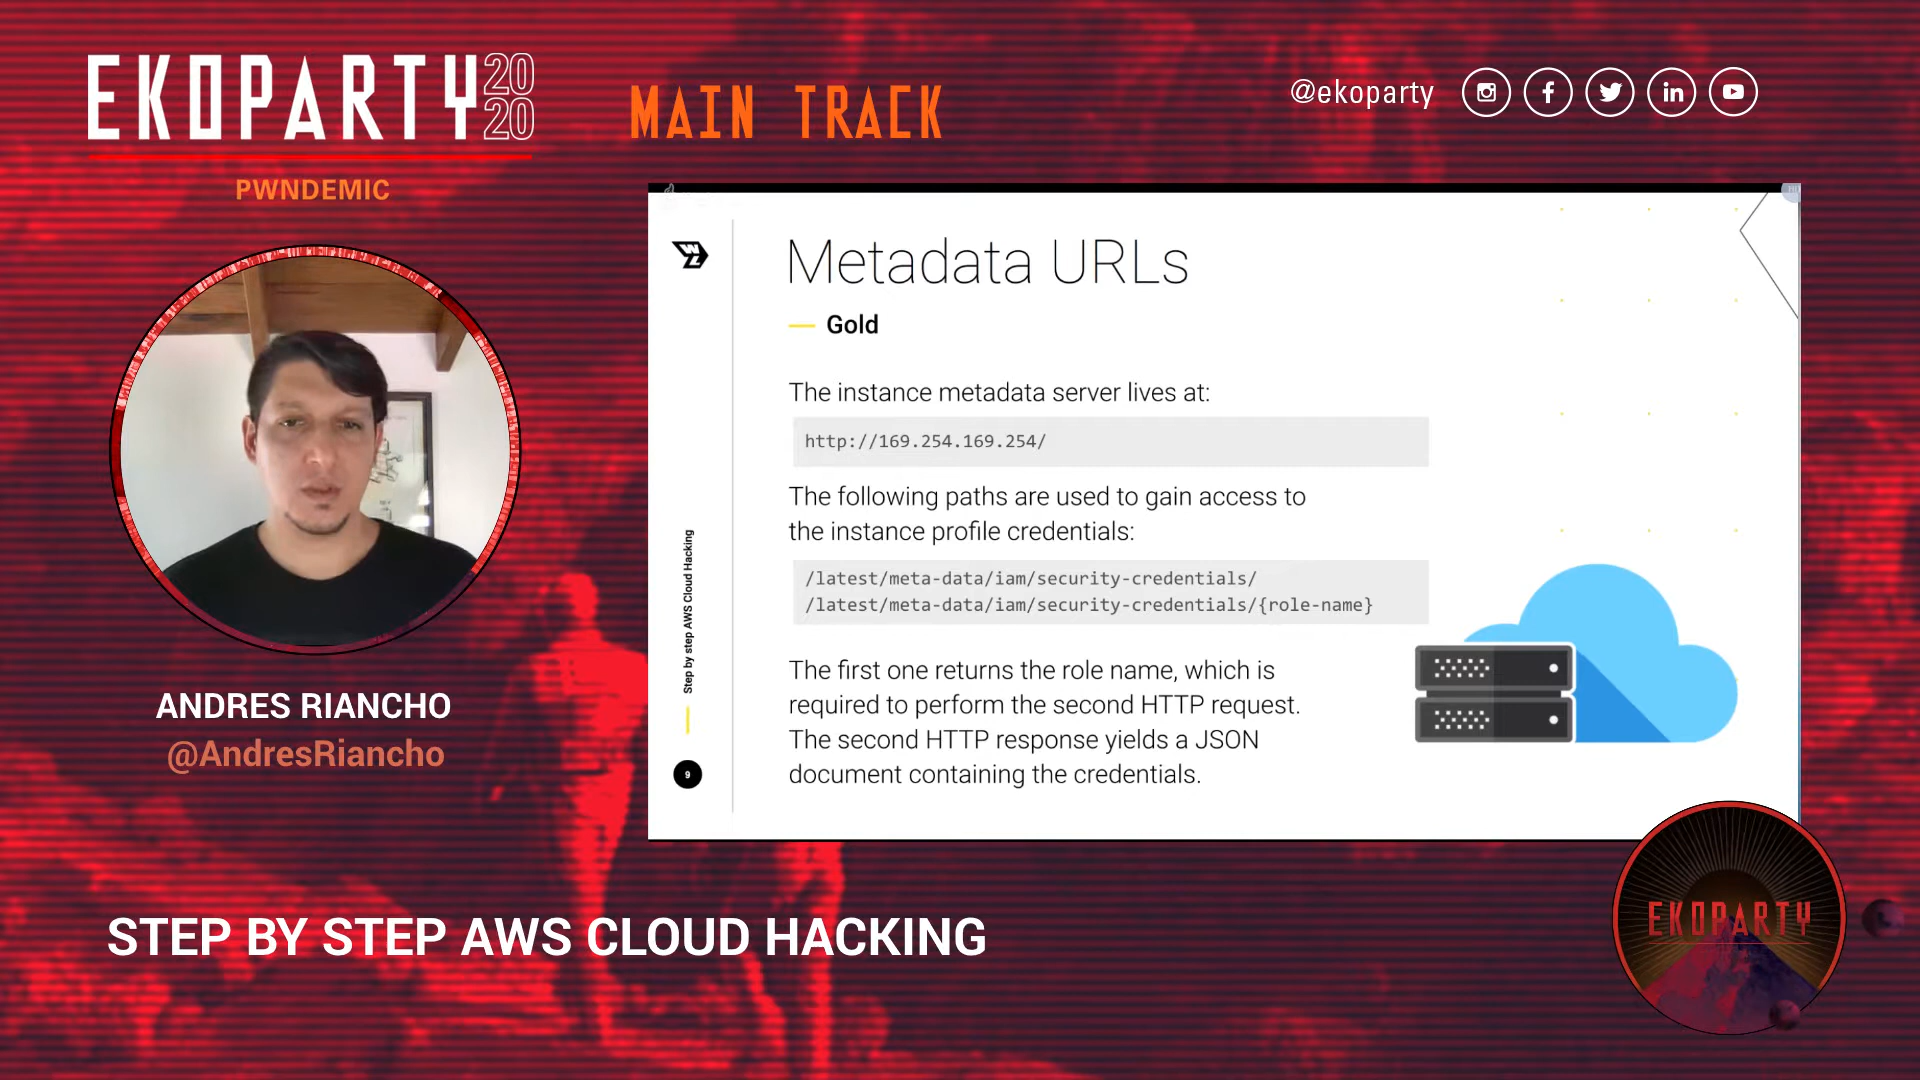 EKOPARTY 2020
PWNDEMIC
MAIN TRACK
@ekoparty
ANDRES RIANCHO
@AndresRiancho
Metadata URLs
Gold
The instance metadata server lives at:
http://169.254.169.254/
The following paths are used to gain access to
the instance profile credentials:
/latest/meta-data/iam/security-credentials/
/latest/meta-data/iam/security-credentials/{role-name}
The first one returns the role name, which is
required to perform the second HTTP request.
The second HTTP response yields a JSON
document containing the credentials.
Step by step AWS Cloud Hacking
9
STEP BY STEP AWS CLOUD HACKING
EKOPARTY